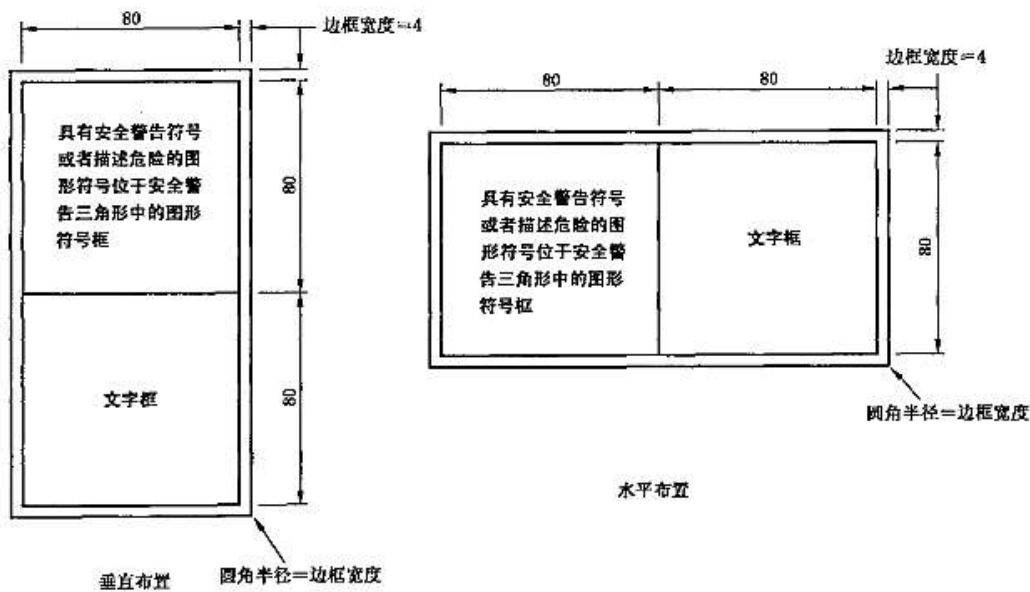 80
边框宽度=4
具有安全警告符号
或者描述危险的图
形符号位于安全警
告三角形中的图形
符号框
80
文字框
80
圆角半径=边框宽度
垂直布置
边框宽度=4
80
80
具有安全警告符号
或者描述危险的图
形符号位于安全警
告三角形中的图形
符号框
文字框
80
圆角半径=边框宽度
水平布置